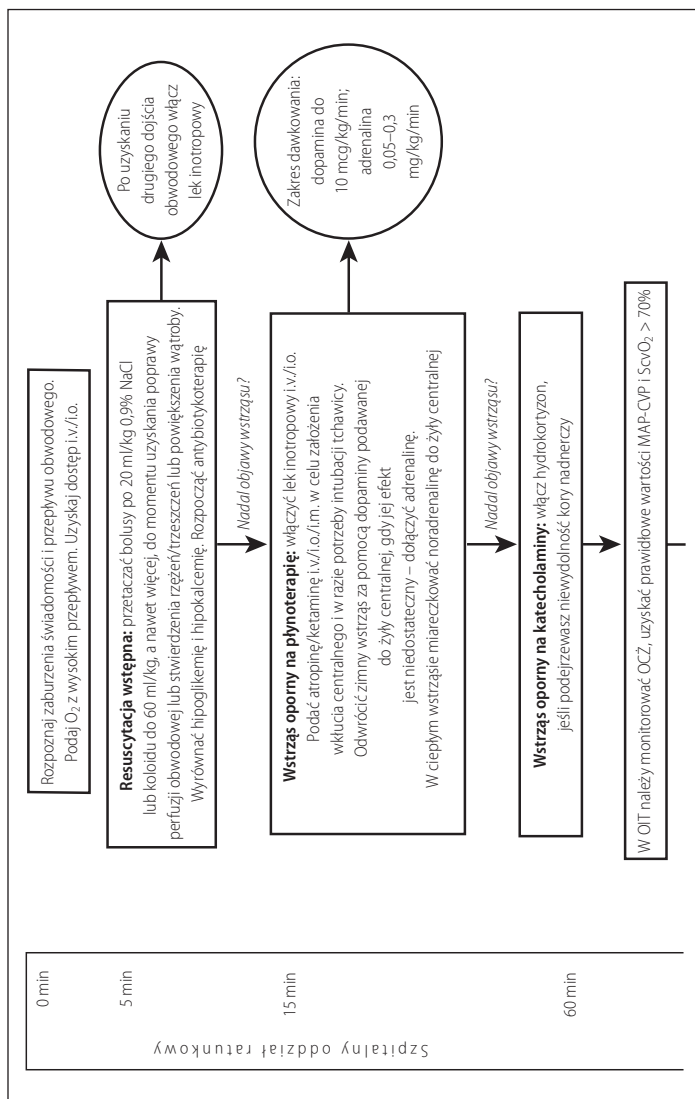 Szpitalny oddział ratunkowy
0 min
5 min
15 min
60 min
Rozpoznaj zaburzenia świadomości i przepływu obwodowego.
Podaj O₂ z wysokim przepływem. Uzyskaj dostęp i.v./i.o.
Resuscytacja wstępna: przetaczać bolusy po 20 ml/kg 0,9% NaCl
lub koloidu do 60 ml/kg, a nawet więcej, do momentu uzyskania poprawy
perfuzji obwodowej lub stwierdzenia rzężeń/trzeszczeń lub powiększenia wątroby.
Wyrównać hipoglikemię i hipokalcemię. Rozpocząć antybiotykoterapię
Po uzyskaniu
drugiego dojścia
obwodowego włącz
lek inotropowy
Nadal objawy wstrząsu?
Wstrząs oporny na płynoterapię: włączyć lek inotropowy i.v./i.o.
Podać atropinę/ketaminę i.v./i.o./i.m. w celu założenia
wkłucia centralnego i w razie potrzeby intubacji tchawicy.
Odwrócić zimny wstrząs za pomocą dopaminy podawanej
do żyły centralnej, gdy jej efekt
jest niedostateczny – dołączyć adrenalinę.
W ciepłym wstrząsie miareczkować noradrenalinę do żyły centralnej
Zakres dawkowania:
dopamina do
10 mcg/kg/min;
adrenalina
0,05–0,3
mg/kg/min
Nadal objawy wstrząsu?
Wstrząs oporny na katecholaminy: włącz hydrokortyzon,
jeśli podejrzewasz niewydolność kory nadnerczy
W OIT należy monitorować OCŻ, uzyskać prawidłowe wartości MAP-CVP i ScvO₂ > 70%